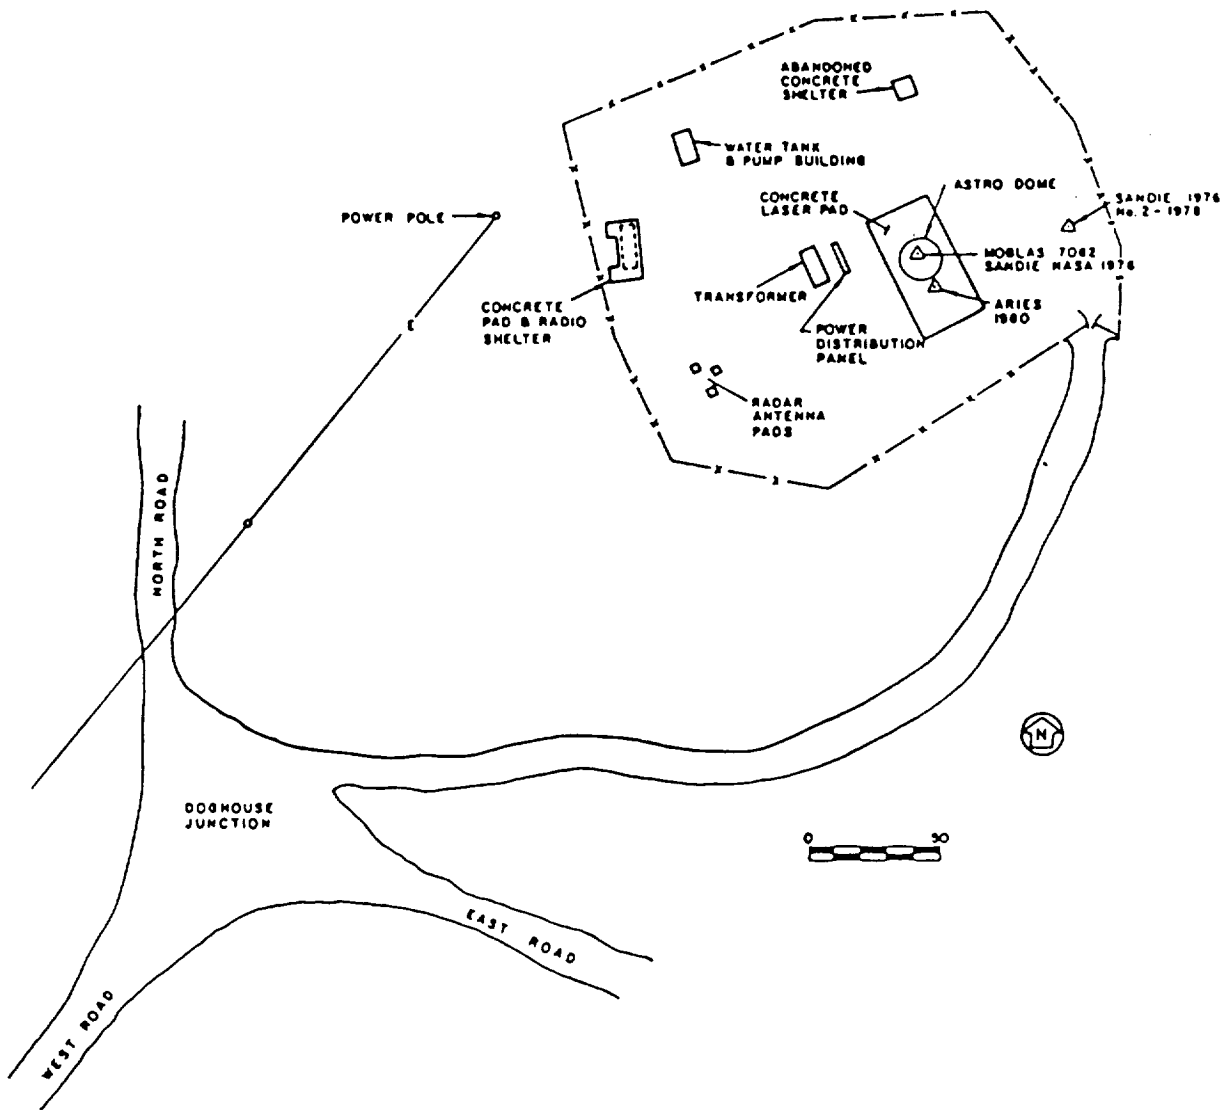 ABANDONED
CONCRETE
SHELTER
WATER TANK
& PUMP BUILDING
CONCRETE
LASER PAD
ASTRO DOME
SANDIE 1976
No. 2 - 1978
POWER POLE
MOBLAS 7062
SANDIE NASA 1976
TRANSFORMER
ARIES
1980
CONCRETE
PAD & RADIO
SHELTER
E
POWER
DISTRIBUTION
PANEL
RADAR
ANTENNA
PADS
NORTH ROAD
N
DOGHOUSE
JUNCTION
0 50
EAST ROAD
WEST ROAD